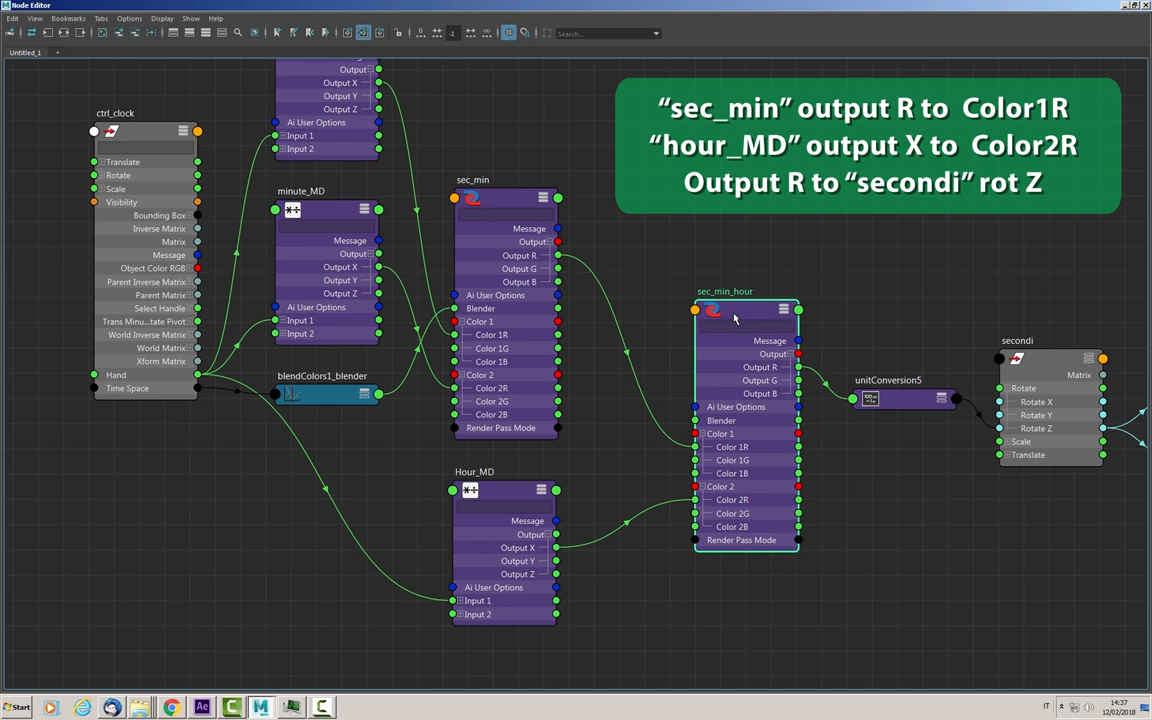 Node Editor
Edit View Bookmarks Tabs Options Display Show Help
-1
Search...
Untitled_1 +
"sec_min" output R to Color1R
"hour_MD" output X to Color2R
Output R to "secondi" rot Z
ctrl_clock
Translate
Rotate
Scale
Visibility
Bounding Box
Inverse Matrix
Matrix
Message
Object Color RGB
Parent Inverse Matrix
Parent Matrix
Select Handle
Trans Minu...tate Pivot
World Inverse Matrix
World Matrix
Xform Matrix
Hand
Time Space
Output
Output X
Output Y
Output Z
Ai User Options
Input 1
Input 2
minute_MD
Message
Output
Output X
Output Y
Output Z
Ai User Options
Input 1
Input 2
blendColors1_blender
sec_min
Message
Output
Output R
Output G
Output B
Ai User Options
Blender
Color 1
Color 1R
Color 1G
Color 1B
Color 2
Color 2R
Color 2G
Color 2B
Render Pass Mode
Hour_MD
Message
Output
Output X
Output Y
Output Z
Ai User Options
Input 1
Input 2
sec_min_hour
Message
Output
Output R
Output G
Output B
Ai User Options
Blender
Color 1
Color 1R
Color 1G
Color 1B
Color 2
Color 2R
Color 2G
Color 2B
Render Pass Mode
unitConversion5
secondi
Matrix
Rotate
Rotate X
Rotate Y
Rotate Z
Scale
Translate
Start
Ae
IT
14:37
12/02/2018